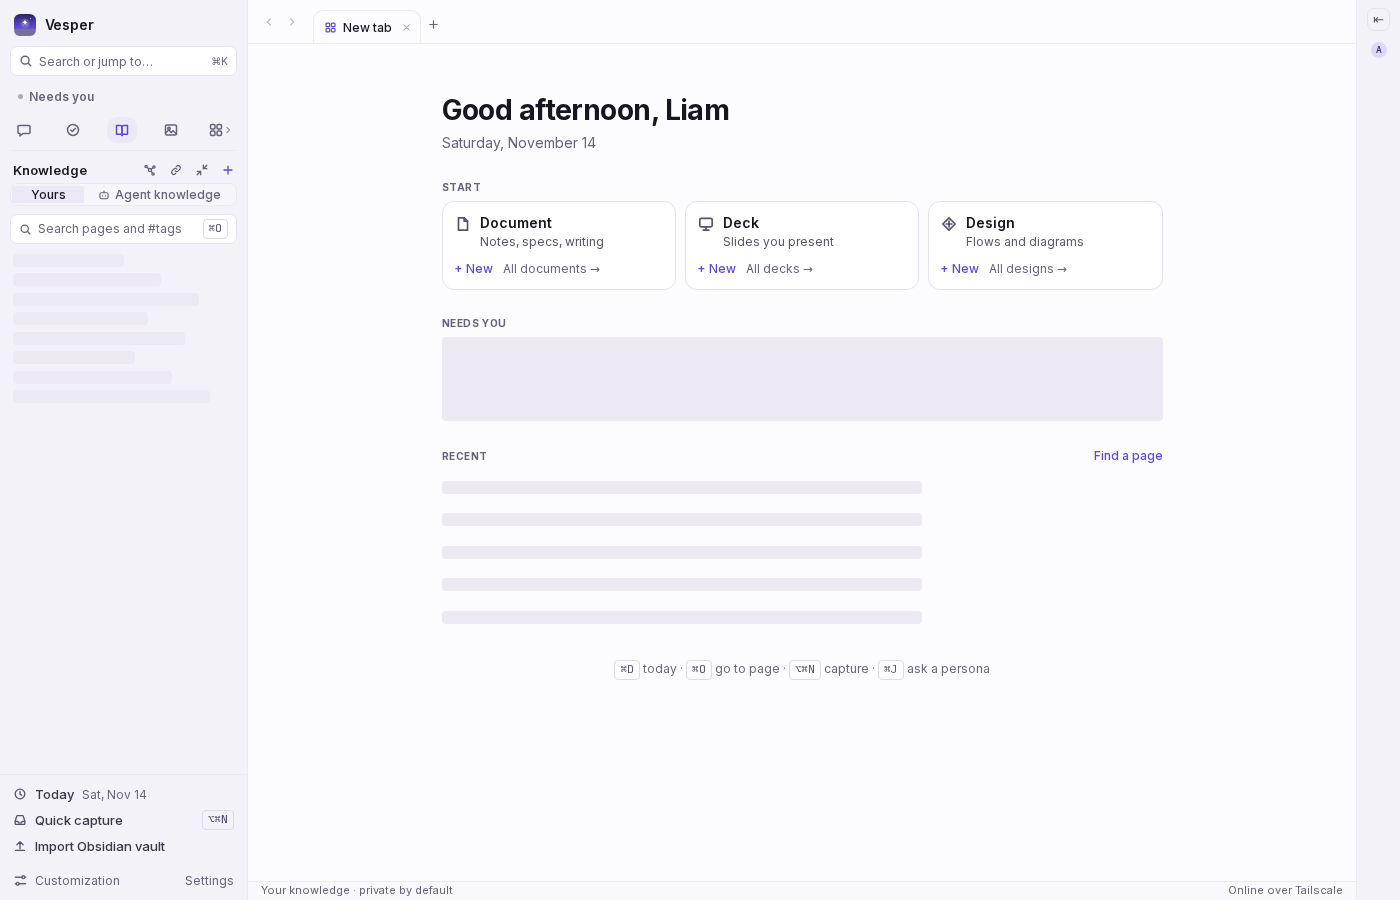 Vesper
Search or jump to… ⌘K
Needs you
Knowledge
Yours Agent knowledge
Search pages and #tags ⌘O
Today Sat, Nov 14
Quick capture ⌥⌘N
Import Obsidian vault
Customization Settings
New tab
Good afternoon, Liam
Saturday, November 14
START
Document
Notes, specs, writing
+ New All documents →
Deck
Slides you present
+ New All decks →
Design
Flows and diagrams
+ New All designs →
NEEDS YOU
RECENT Find a page
⌘D today · ⌘O go to page · ⌥⌘N capture · ⌘J ask a persona
Your knowledge · private by default Online over Tailscale
A